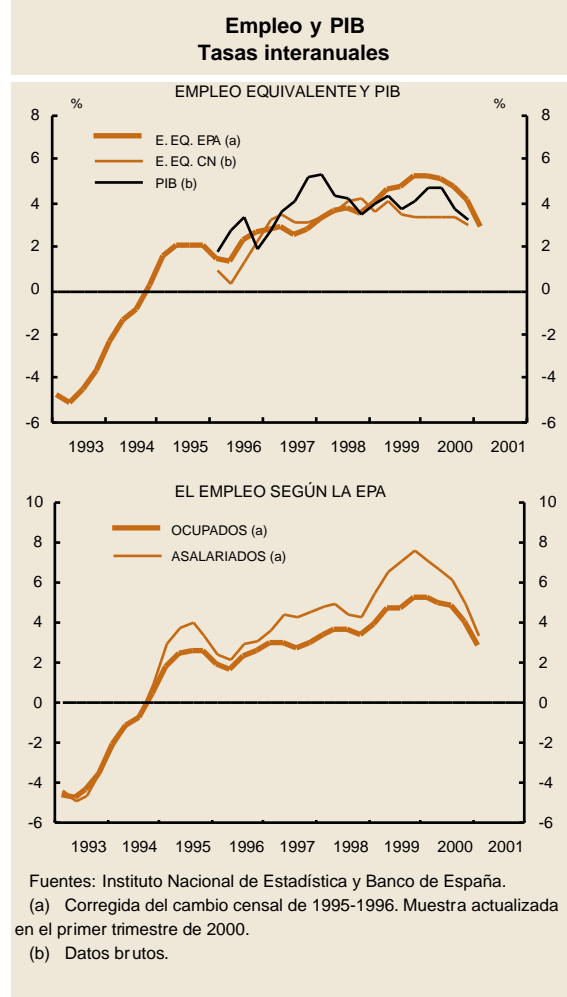 Empleo y PIB
Tasas interanuales
EMPLEO EQUIVALENTE Y PIB
% %
8 8
E. EQ. EPA (a)
6 6
E. EQ. CN (b)
PIB (b)
4 4
2 2
0 0
-2 -2
-4 -4
-6 -6
1993 1994 1995 1996 1997 1998 1999 2000 2001
EL EMPLEO SEGÚN LA EPA
10 10
OCUPADOS (a)
8 8
ASALARIADOS (a)
6 6
4 4
2 2
0 0
-2 -2
-4 -4
-6 -6
1993 1994 1995 1996 1997 1998 1999 2000 2001
Fuentes: Instituto Nacional de Estadística y Banco de España.
(a) Corregida del cambio censal de 1995-1996. Muestra actualizada
en el primer trimestre de 2000.
(b) Datos brutos.